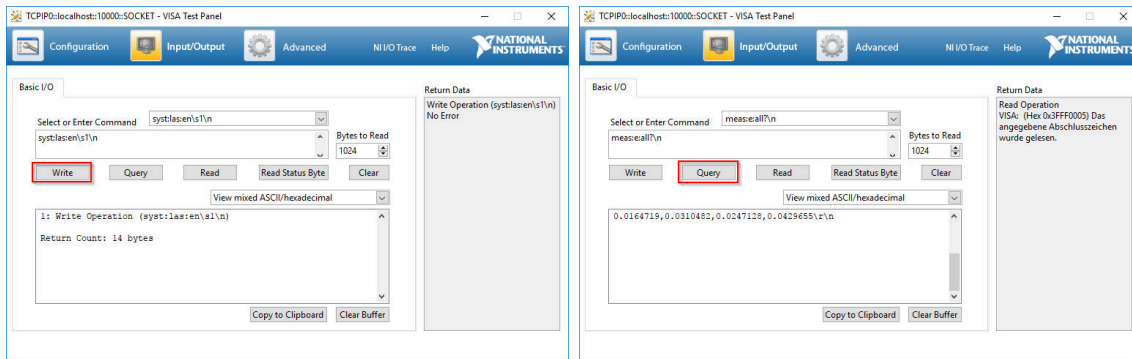 TCPIP0::localhost::10000::SOCKET - VISA Test Panel
Configuration Input/Output Advanced NI I/O Trace Help NATIONAL INSTRUMENTS
Basic I/O
Select or Enter Command syst:las:en\s1\n
syst:las:en\s1\n
Bytes to Read
1024
Write Query Read Read Status Byte Clear
View mixed ASCII/hexadecimal
1: Write Operation (syst:las:en\s1\n)
Return Count: 14 bytes
Copy to Clipboard Clear Buffer
Return Data
Write Operation (syst:las:en\s1\n)
No Error
TCPIP0::localhost::10000::SOCKET - VISA Test Panel
Configuration Input/Output Advanced NI I/O Trace Help NATIONAL INSTRUMENTS
Basic I/O
Select or Enter Command meas:e:all?\n
meas:e:all?\n
Bytes to Read
1024
Write Query Read Read Status Byte Clear
View mixed ASCII/hexadecimal
0.0164719,0.0310482,0.0247128,0.0429655\r\n
Copy to Clipboard Clear Buffer
Return Data
Read Operation
VISA: (Hex 0x3FFF0005) Das
angegebene Abschlusszeichen
wurde gelesen.